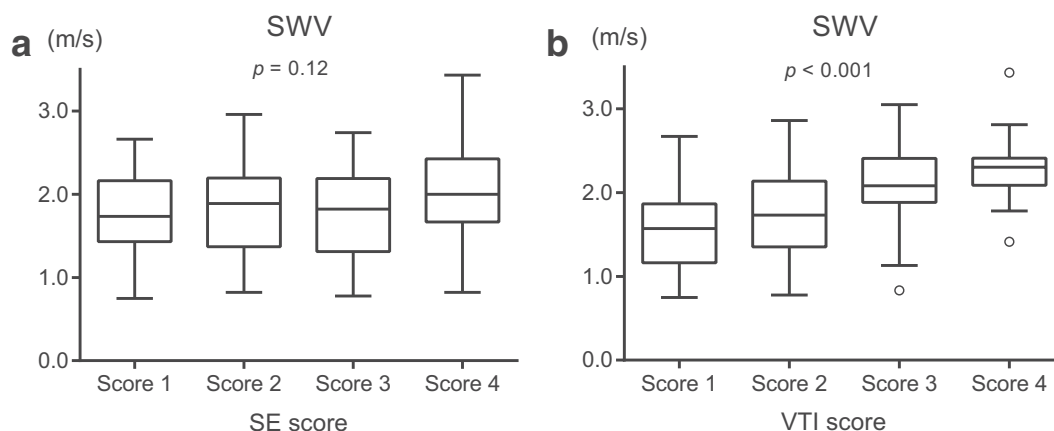 a
(m/s)
SWV
p = 0.12
3.0
2.0
1.0
0.0
Score 1 Score 2 Score 3 Score 4
SE score
b
(m/s)
SWV
p < 0.001
3.0
2.0
1.0
0.0
Score 1 Score 2 Score 3 Score 4
VTI score